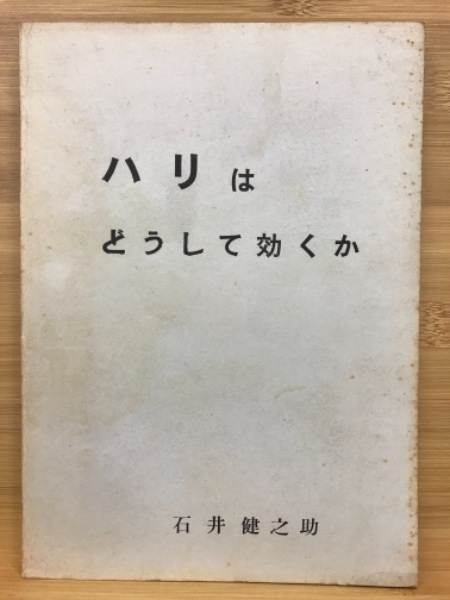 ハリは
どうして効くか
石井健之助